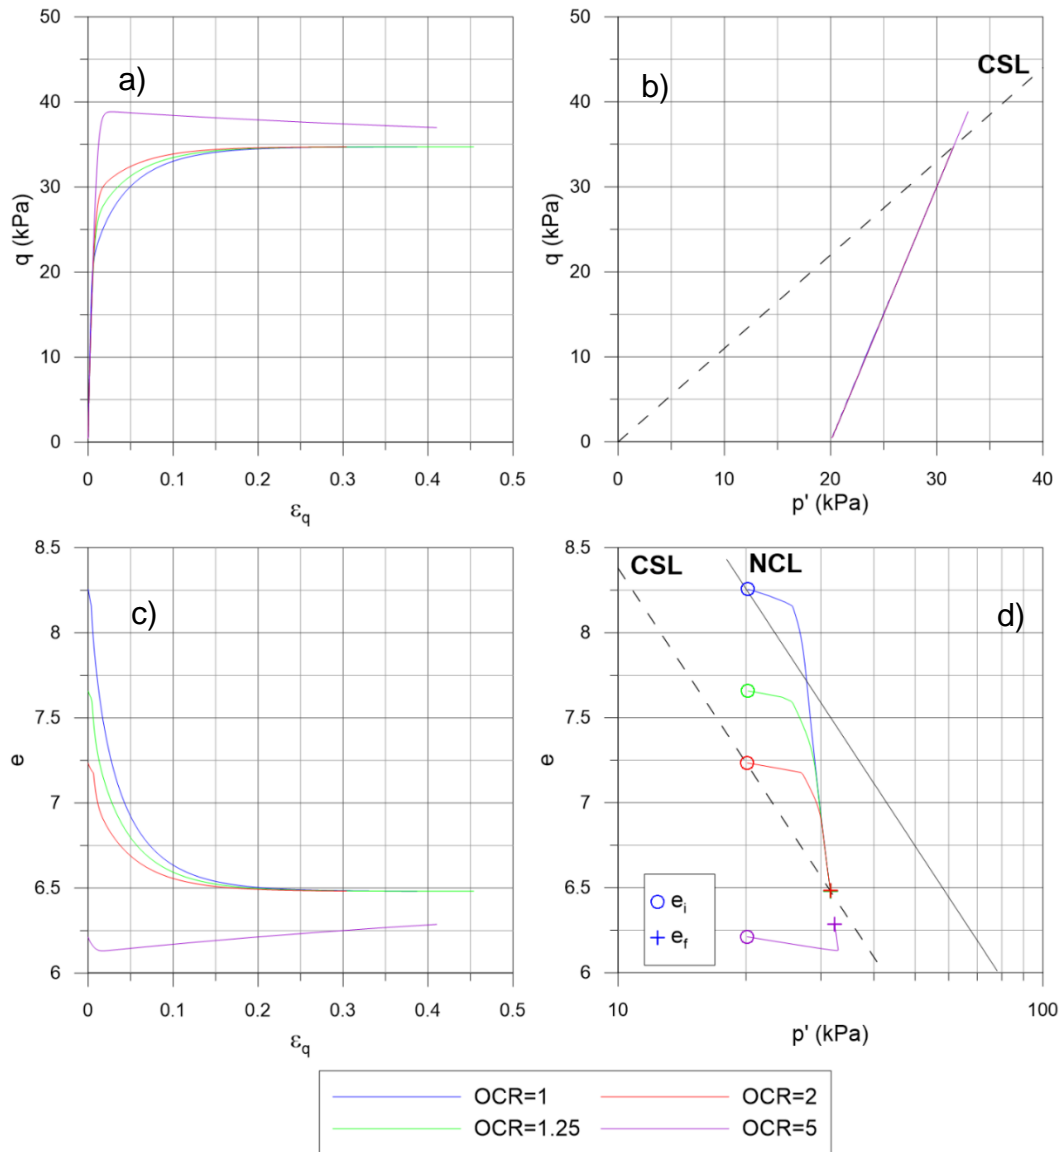 a)
50
40
30
20
10
0
q (kPa)
0 0.1 0.2 0.3 0.4 0.5
εq
b)
CSL
50
40
30
20
10
0
q (kPa)
0 10 20 30 40
p' (kPa)
c)
8.5
8
7.5
7
6.5
6
e
0 0.1 0.2 0.3 0.4 0.5
εq
CSL NCL
d)
8.5
8
7.5
7
6.5
6
ei
ef
10 100
p' (kPa)
OCR=1 OCR=2
OCR=1.25 OCR=5